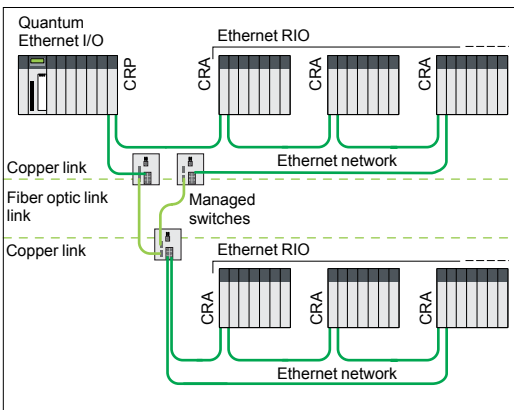 Quantum
Ethernet I/O
Ethernet RIO
CRP
CRA
CRA
CRA
Ethernet network
Copper link
Fiber optic link
link
Managed
switches
Copper link
Ethernet RIO
CRA
CRA
CRA
Ethernet network